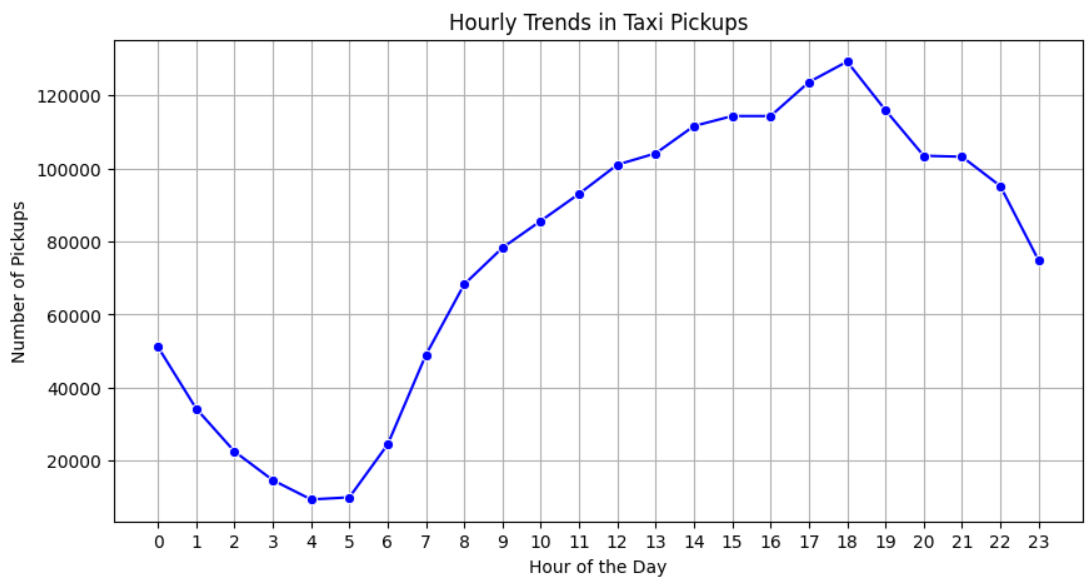 Hourly Trends in Taxi Pickups
120000
100000
80000
60000
40000
20000
Number of Pickups
0 1 2 3 4 5 6 7 8 9 10 11 12 13 14 15 16 17 18 19 20 21 22 23
Hour of the Day